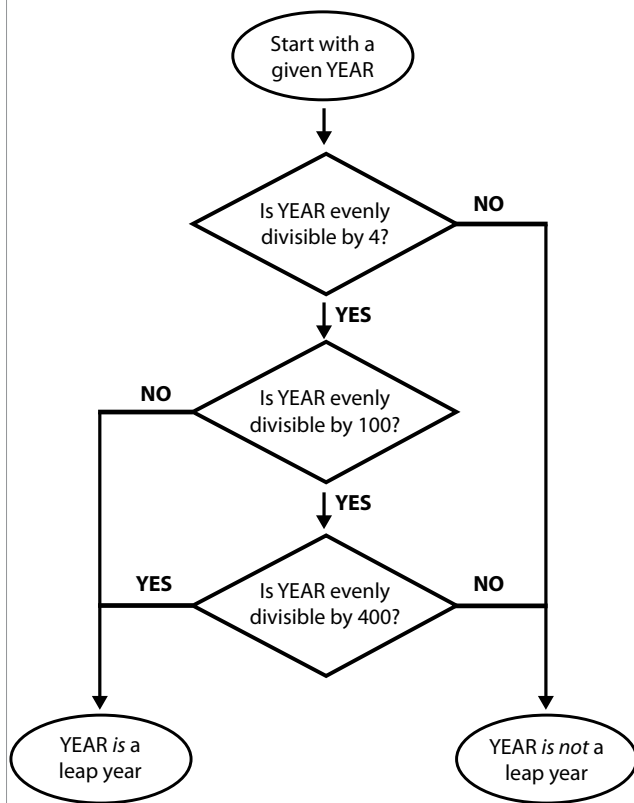 Start with a
given YEAR
Is YEAR evenly
divisible by 4?
NO
YES
NO
Is YEAR evenly
divisible by 100?
YES
YES
Is YEAR evenly
divisible by 400?
NO
YEAR is a
leap year
YEAR is not a
leap year